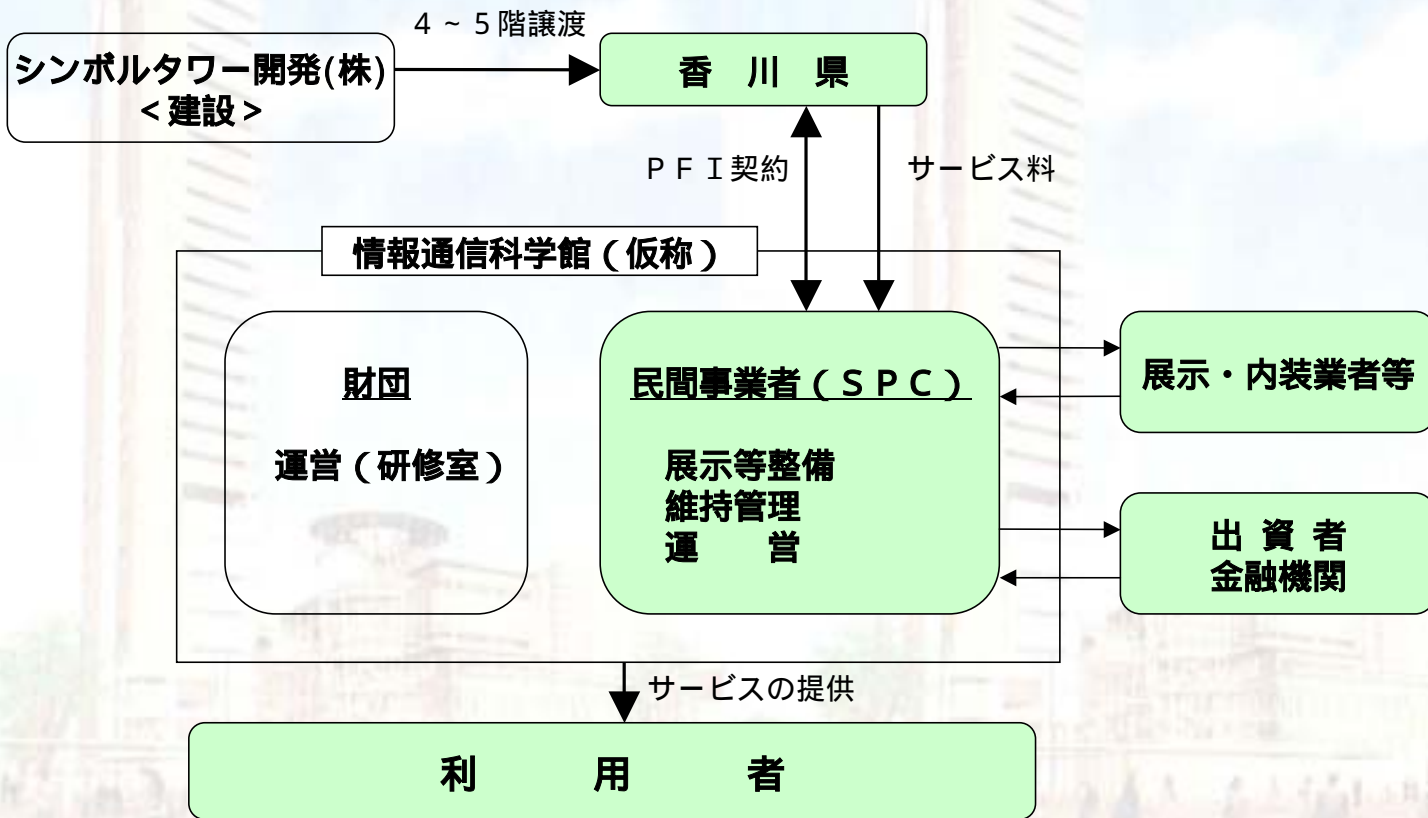 ４～５階譲渡
シンボルタワー開発(株)
＜建設＞
香　川　県
ＰＦＩ契約
サービス料
情報通信科学館（仮称）
財団
運営（研修室）
民間事業者（ＳＰＣ）
展示等整備
維持管理
運　　営
展示・内装業者等
出 資 者
金融機関
サービスの提供
利　　用　　者